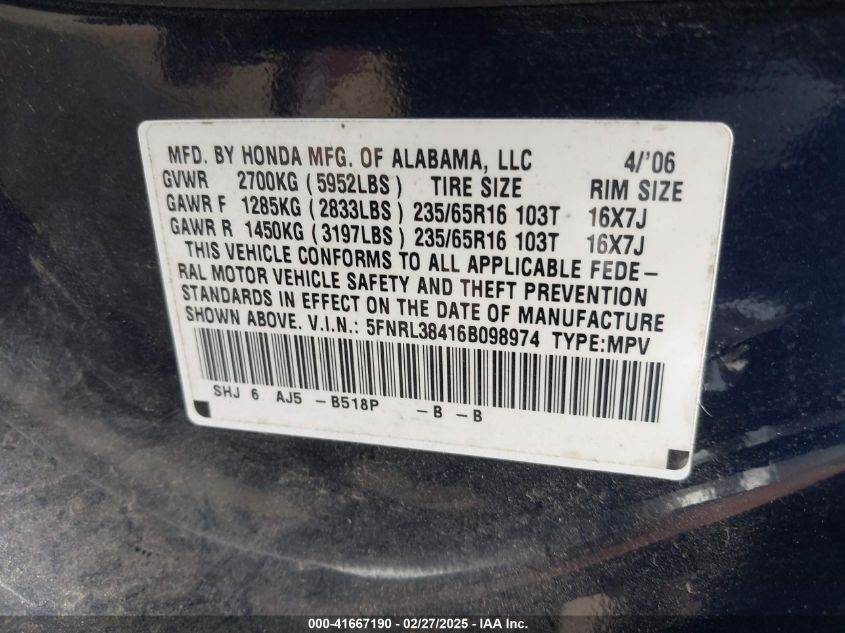 MFD. BY HONDA MFG. OF ALABAMA, LLC 4/'06
GVWR 2700KG (5952LBS) TIRE SIZE RIM SIZE
GAWR F 1285KG (2833LBS) 235/65R16 103T 16X7J
GAWR R 1450KG (3197LBS) 235/65R16 103T 16X7J
THIS VEHICLE CONFORMS TO ALL APPLICABLE FEDE-
RAL MOTOR VEHICLE SAFETY AND THEFT PREVENTION
STANDARDS IN EFFECT ON THE DATE OF MANUFACTURE
SHOWN ABOVE. V.I.N.: 5FNRL38416B098974 TYPE:MPV
SHJ 6 AJ5 -B518P -B -B
000-41667190 - 02/27/2025 - IAAI - IAA, Inc.